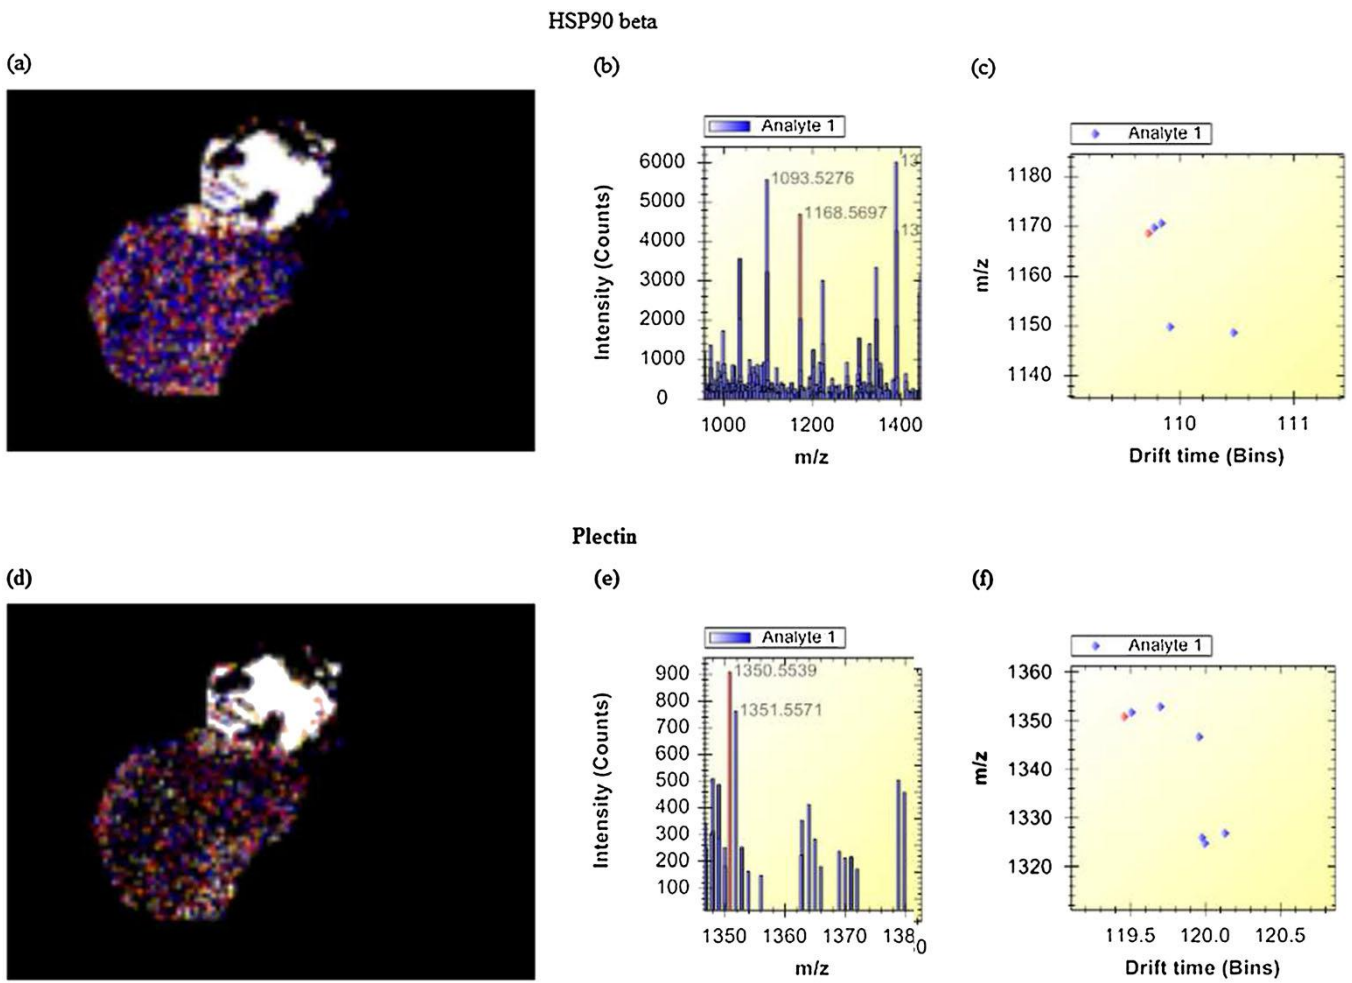 HSP90 beta
(a)
(b)
(c)
Analyte 1
6000
5000
4000
3000
2000
1000
0
Intensity (Counts)
1093.5276
1168.5697
13
13
1000 1200 1400
m/z
Analyte 1
1180
1170
1160
1150
1140
m/z
110 111
Drift time (Bins)
Plectin
(d)
(e)
(f)
Analyte 1
900
800
700
600
500
400
300
200
100
Intensity (Counts)
1350.5539
1351.5571
1350 1360 1370 1380
m/z
Analyte 1
1360
1350
1340
1330
1320
m/z
119.5 120.0 120.5
Drift time (Bins)